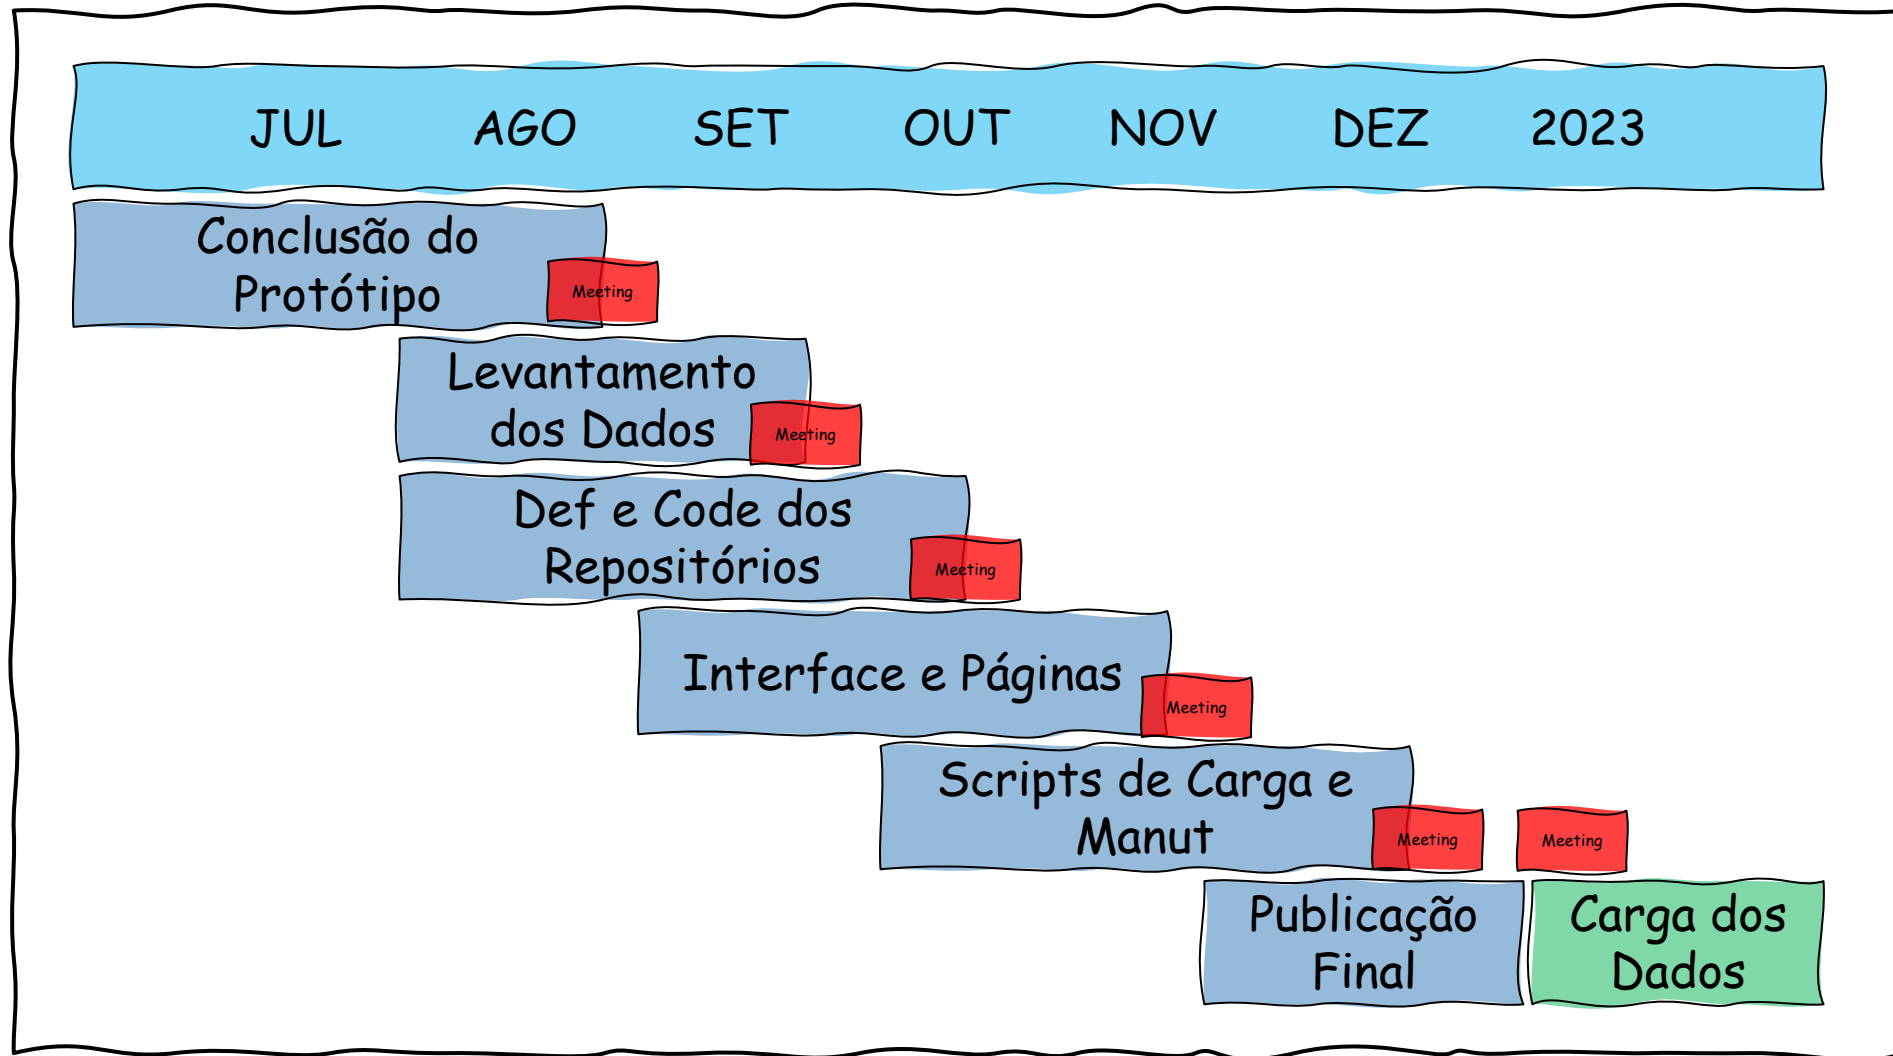 JUL AGO SET OUT NOV DEZ 2023
Conclusão do
Protótipo
Meeting
Levantamento
dos Dados
Meeting
Def e Code dos
Repositórios
Meeting
Interface e Páginas
Meeting
Scripts de Carga e
Manut
Meeting
Meeting
Publicação
Final
Carga dos
Dados